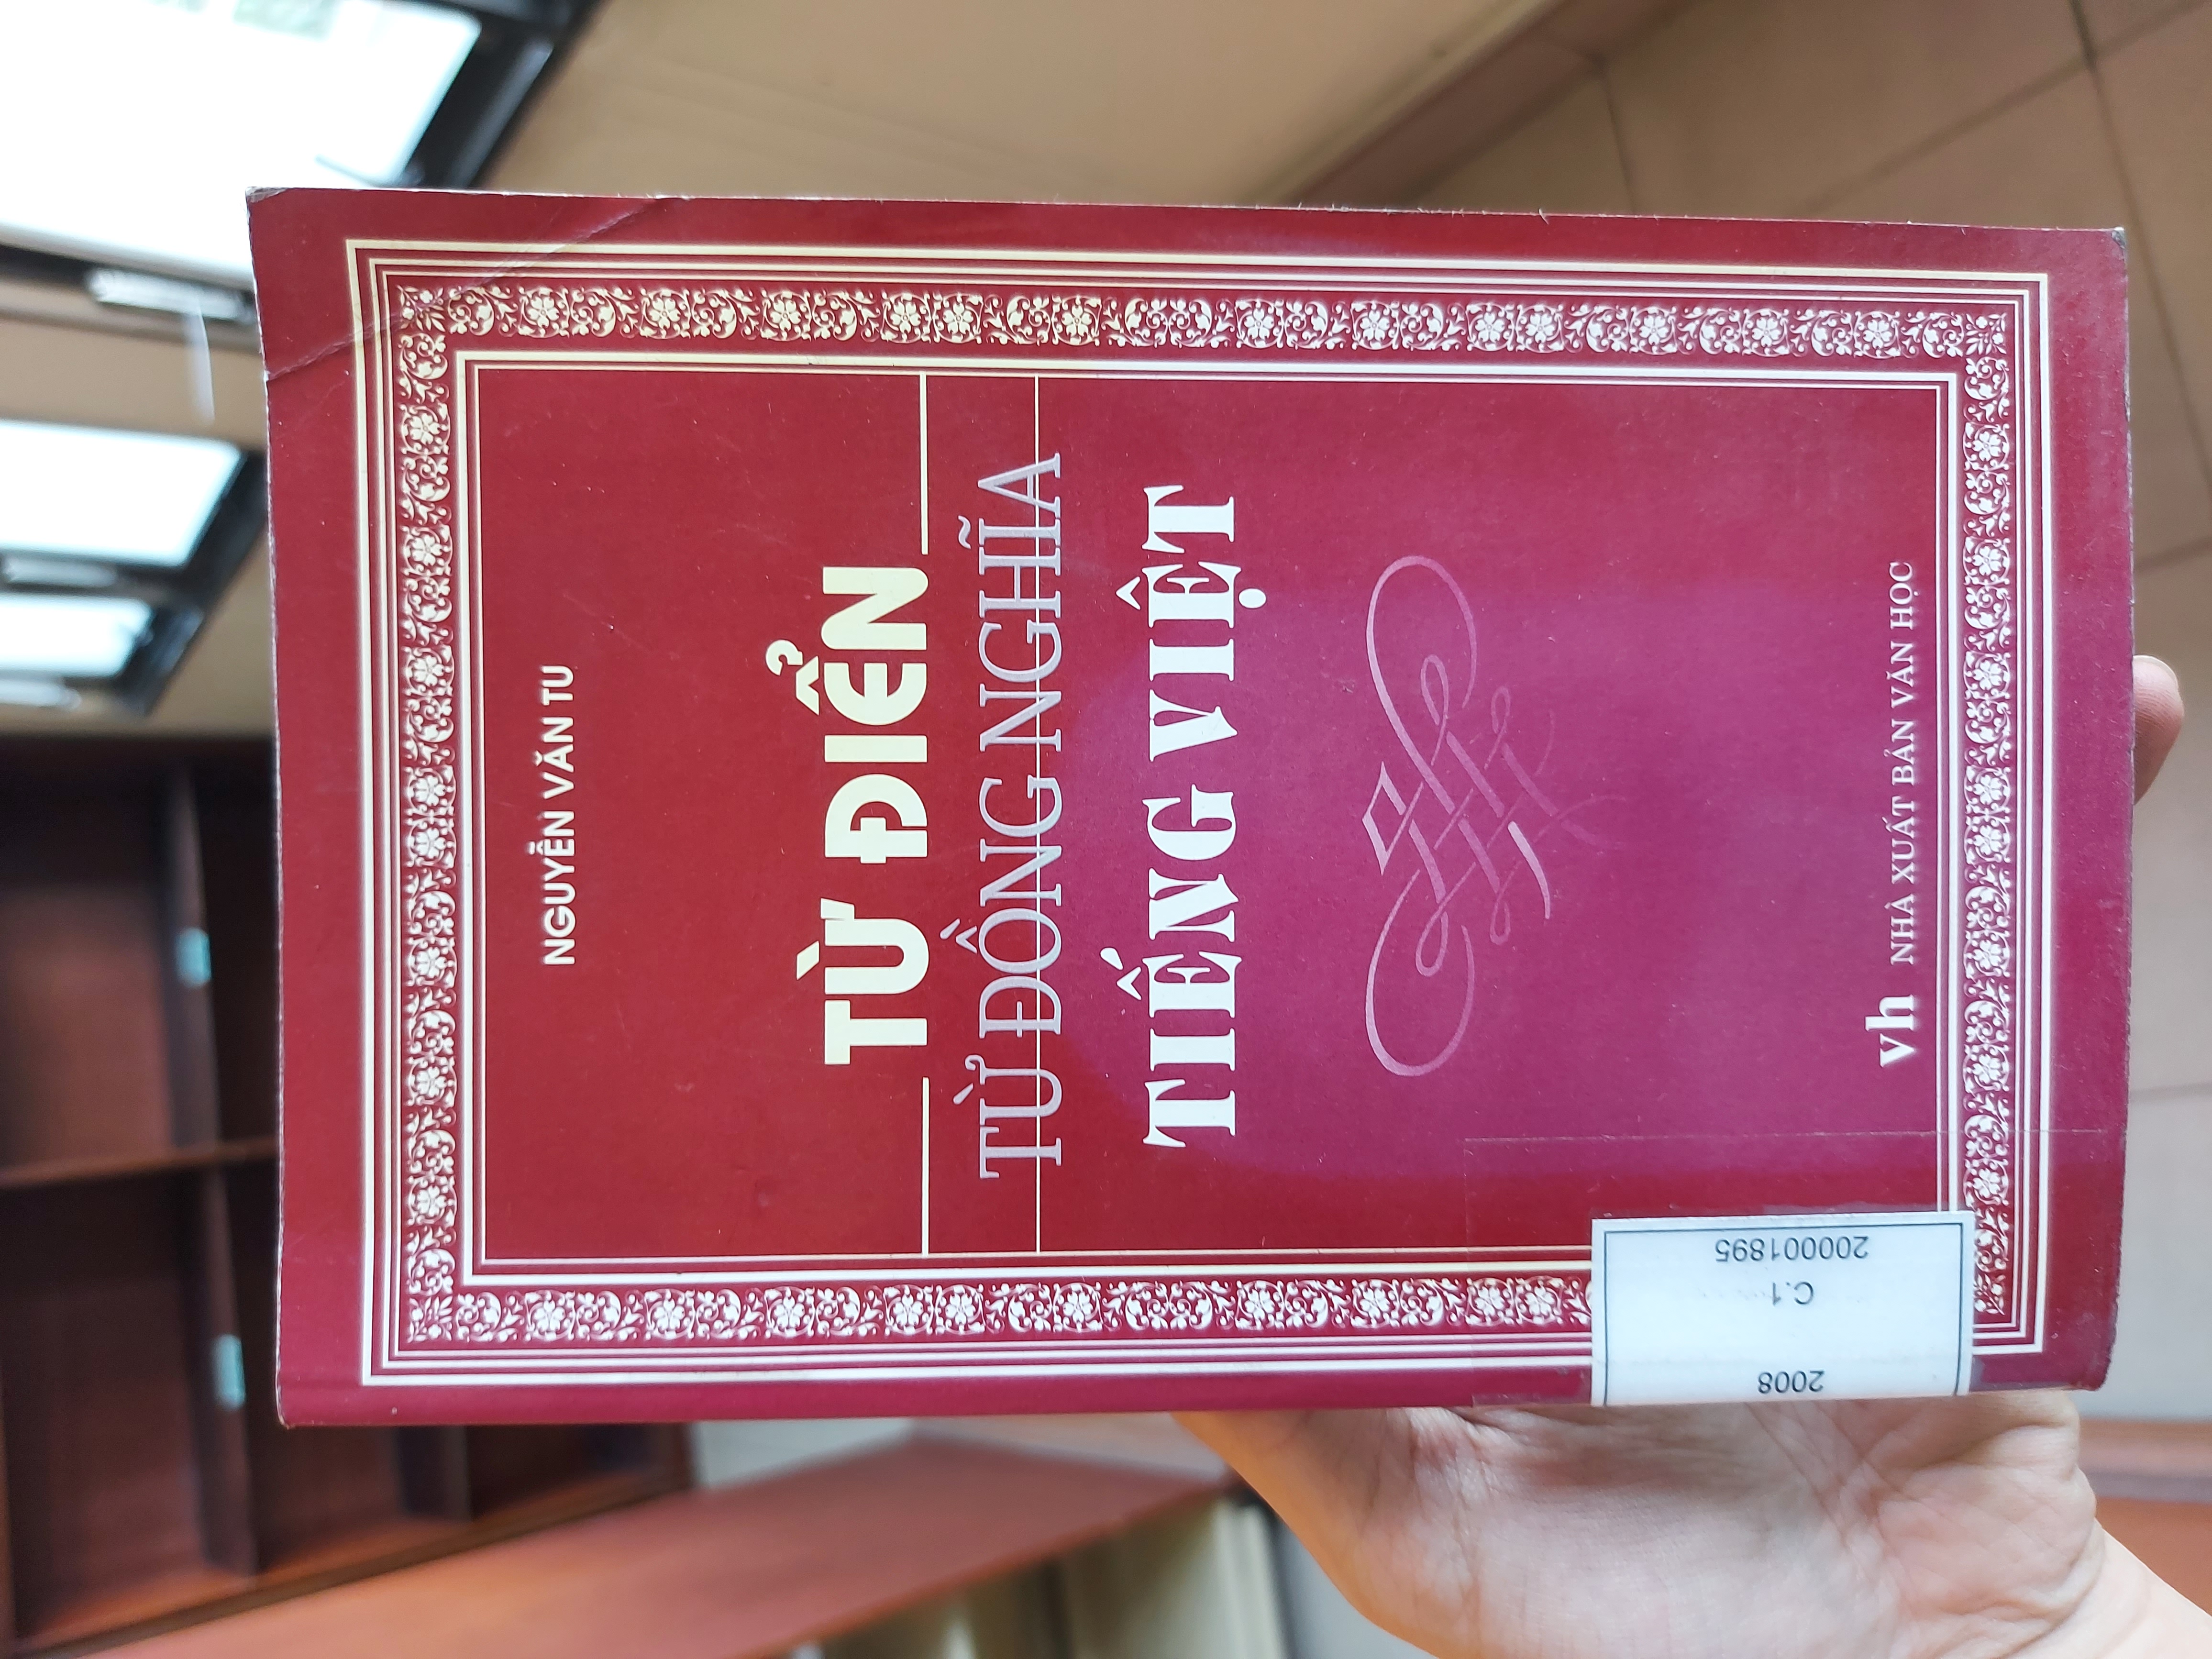 NGUYỄN VĂN TU
TỪ ĐIỂN
TỪ ĐỒNG NGHĨA
TIẾNG VIỆT
2008
C.1
200001895
vh NHÀ XUẤT BẢN VĂN HỌC